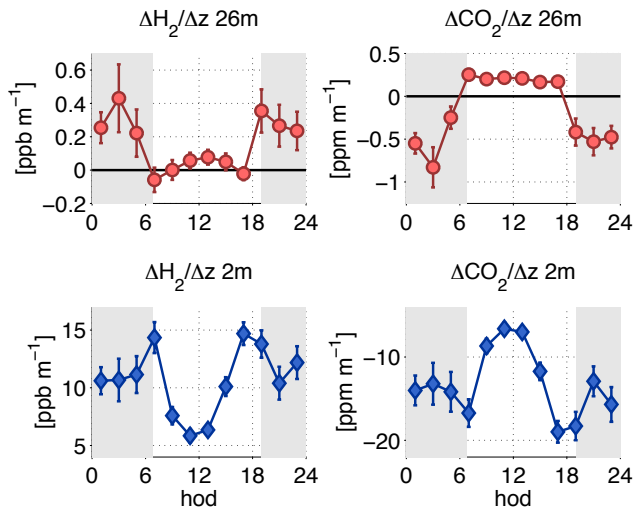 ΔH₂/Δz 26m
[ppb m⁻¹]
0.6
0.4
0.2
0
−0.2
0 6 12 18 24
ΔCO₂/Δz 26m
[ppm m⁻¹]
0.5
0
−0.5
−1
0 6 12 18 24
ΔH₂/Δz 2m
[ppb m⁻¹]
15
10
5
0 6 12 18 24
hod
ΔCO₂/Δz 2m
[ppm m⁻¹]
−10
−20
0 6 12 18 24
hod